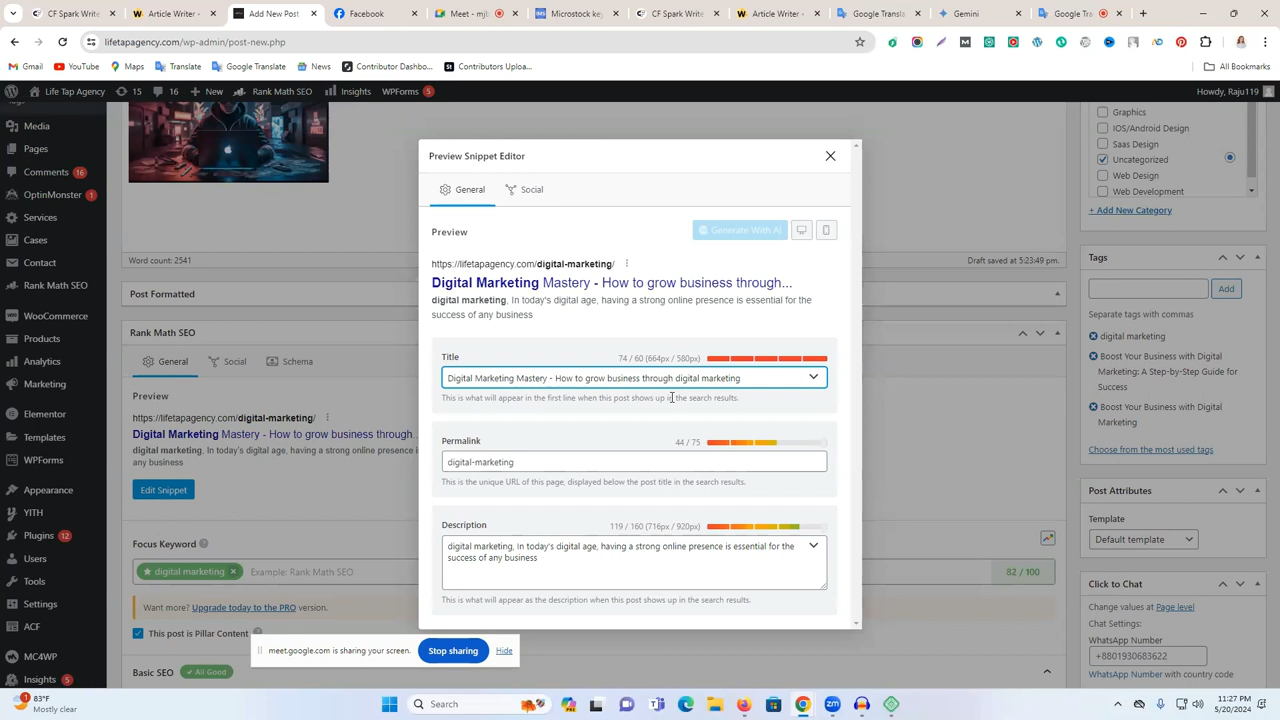 CF Spark Writ
Article Writer
Add New Post
Facebook
Meet - mjl
Microstock key
CF Spark Writ
Article Writer -
Google Transl
Gemini
Google Tra
lifetapagency.com/wp-admin/post-new.php
Gmail
YouTube
Maps
Translate
Google Translate
News
Contributor Dashbo...
Contributors Uploa...
All Bookmarks
Life Tap Agency
15
16
New
Rank Math SEO
Insights
WPForms
5
Howdy, Raju119
Media
Pages
Comments 16
OptinMonster 1
Services
Cases
Contact
Rank Math SEO
WooCommerce
Products
Analytics
Marketing
Elementor
Templates
WPForms
Appearance
YITH
Plugins 12
Users
Tools
Settings
ACF
MC4WP
Insights 5
Word count: 2541
Draft saved at 5:23:49 pm.
Post Formatted
Rank Math SEO
General
Social
Schema
Preview
https://lifetapagency.com/digital-marketing/
Digital Marketing Mastery - How to grow business through
digital marketing, In today's digital age, having a strong online presence is essential f
any business
Edit Snippet
Focus Keyword
digital marketing
Example: Rank Math SEO
82 / 100
Want more? Upgrade today to the PRO version.
This post is Pillar Content
meet.google.com is sharing your screen.
Stop sharing
Hide
Basic SEO
All Good
Preview Snippet Editor
General
Social
Preview
Generate With AI
https://lifetapagency.com/digital-marketing/
Digital Marketing Mastery - How to grow business through...
digital marketing, In today's digital age, having a strong online presence is essential for the
success of any business
Title
74 / 60 (664px / 580px)
Digital Marketing Mastery - How to grow business through digital marketing
This is what will appear in the first line when this post shows up in the search results.
Permalink
44 / 75
digital-marketing
This is the unique URL of this page, displayed below the post title in the search results.
Description
119 / 160 (716px / 920px)
digital marketing, In today's digital age, having a strong online presence is essential for the
success of any business
This is what will appear as the description when this post shows up in the search results.
Graphics
IOS/Android Design
Saas Design
Uncategorized
Web Design
Web Development
+ Add New Category
Tags
Add
Separate tags with commas
digital marketing
Boost Your Business with Digital
Marketing: A Step-by-Step Guide for
Success
Boost Your Business with Digital
Marketing
Choose from the most used tags
Post Attributes
Template
Default template
Click to Chat
Change values at Page level
Chat Settings:
WhatsApp Number
+8801930683622
WhatsApp Number with country code
83°F
Mostly clear
Search
11:27 PM
5/20/2024